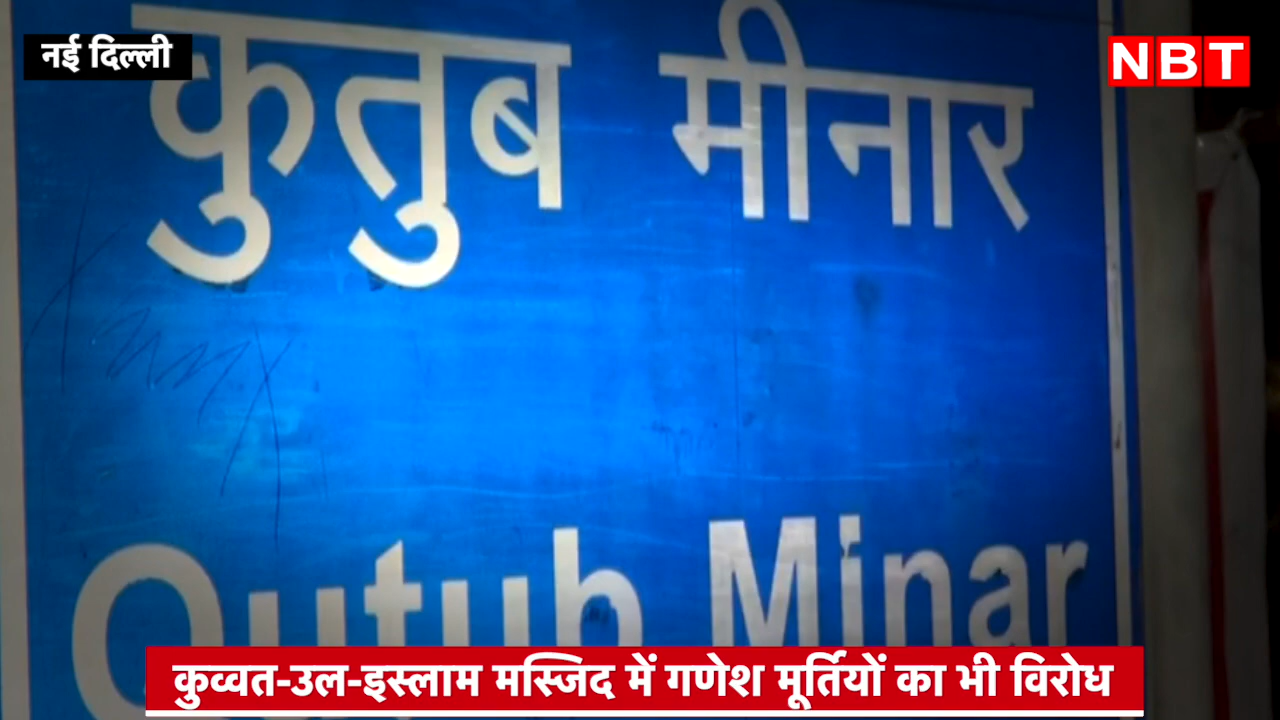 नई दिल्ली
NBT
कुतुब मीनार
Qutub Minar
कुव्वत-उल-इस्लाम मस्जिद में गणेश मूर्तियों का भी विरोध